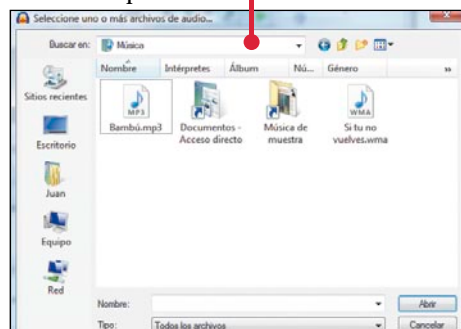 Seleccione uno o más archivos de audio...
Buscar en: Música
Nombre Intérpretes Álbum Nú... Género »
Sitios recientes
Escritorio
Juan
Equipo
Red
MP3
Bambú.mp3
Documentos -
Acceso directo
Música de
muestra
WMA
Si tu no
vuelves.wma
Nombre: Abrir
Tipo: Todos los archivos Cancelar